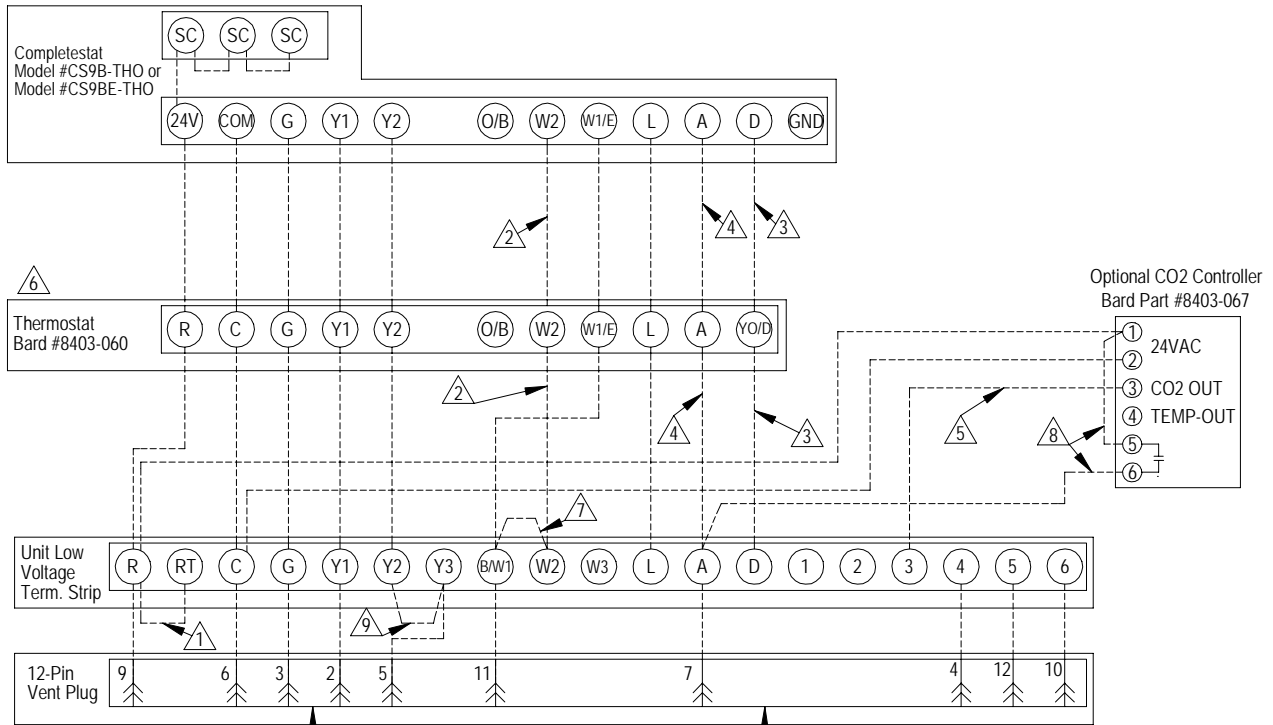 SC SC SC
Completestat
Model #CS9B-THO or
Model #CS9BE-THO
24V COM G Y1 Y2 O/B W2 W1/E L A D GND
2 4 3
6
Optional CO2 Controller
Bard Part #8403-067
Thermostat
Bard #8403-060
R C G Y1 Y2 O/B W2 W1/E L A YO/D
1 24VAC
2
3 CO2 OUT
4 TEMP-OUT
5
6
2 4 3 5 8
7
Unit Low
Voltage
Term. Strip
R RT C G Y1 Y2 Y3 B/W1 W2 W3 L A D 1 2 3 4 5 6
1 9
12-Pin
Vent Plug
9 6 3 2 5 11 7 4 12 10